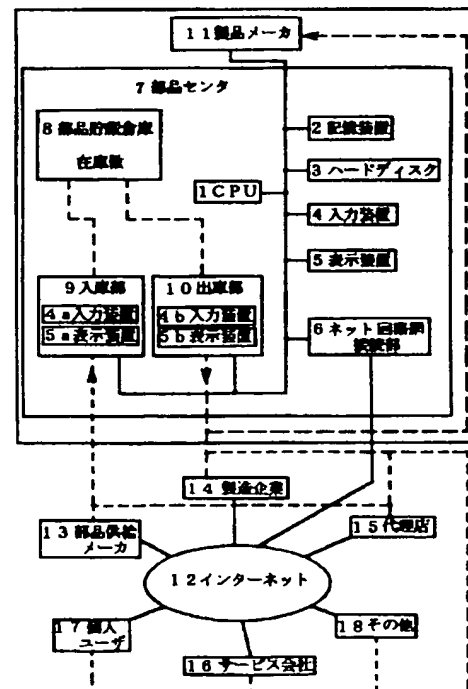 11製品メーカ
7 部品センタ
8 部品貯蔵倉庫
在庫数
2 記憶装置
3 ハードディスク
1 CPU
4 入力装置
5 表示装置
9 入庫部
4a入力装置
5a表示装置
10出庫部
4b入力装置
5b表示装置
6ネット回線網
接続部
14 製造企業
13 部品供給
メーカ
15代理店
12インターネット
17個人
ユーザ
18その他
16 サービス会社